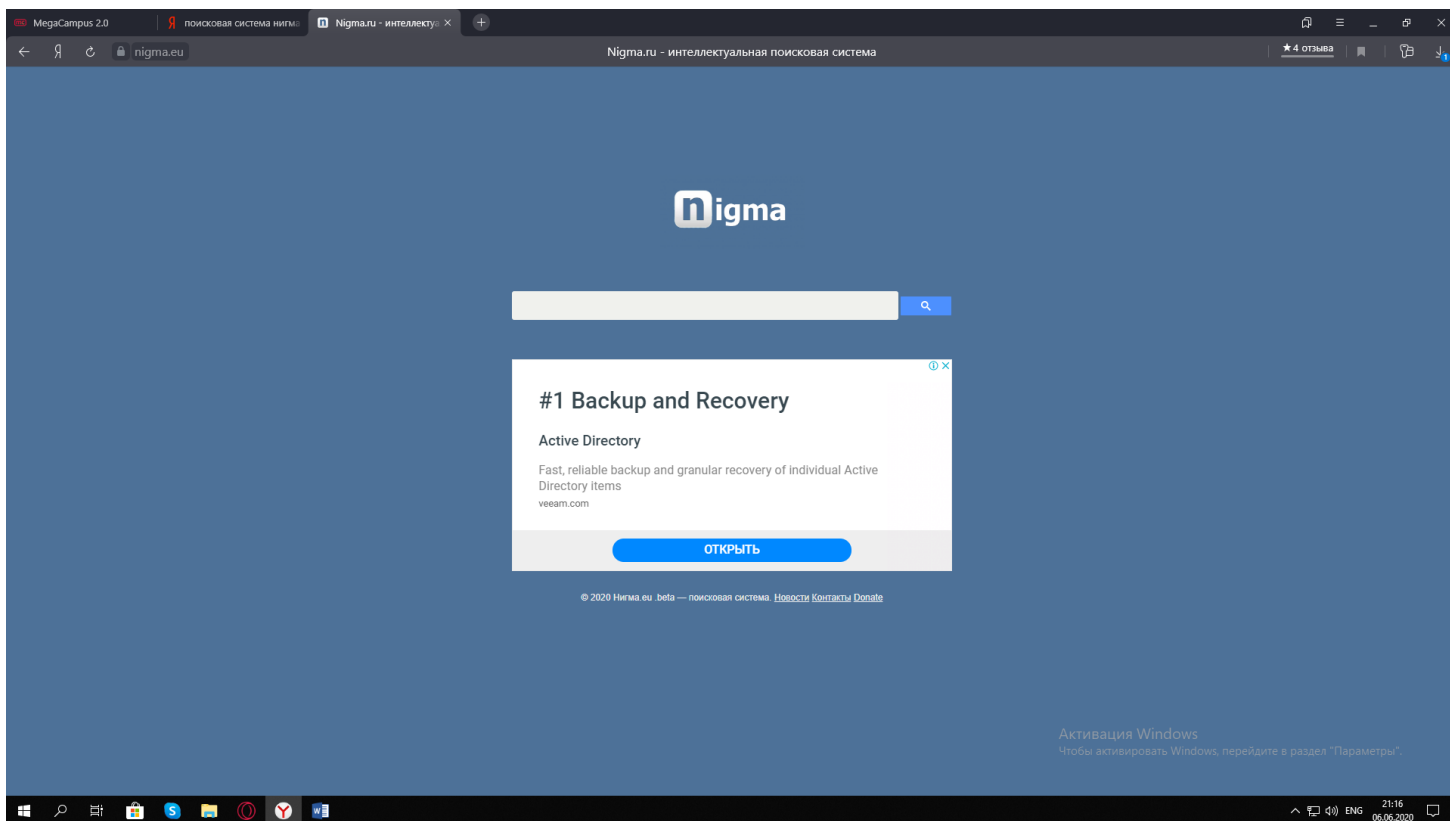 MegaCampus 2.0
поисковая система нигма
Nigma.ru - интеллектуа
nigma.eu
Nigma.ru - интеллектуальная поисковая система
★4 отзыва
1
nigma
#1 Backup and Recovery
Active Directory
Fast, reliable backup and granular recovery of individual Active
Directory items
veeam.com
ОТКРЫТЬ
© 2020 Нигма.eu .beta — поисковая система. Новости Контакты Donate
Активация Windows
Чтобы активировать Windows, перейдите в раздел "Параметры".
ENG
21:16
06.06.2020